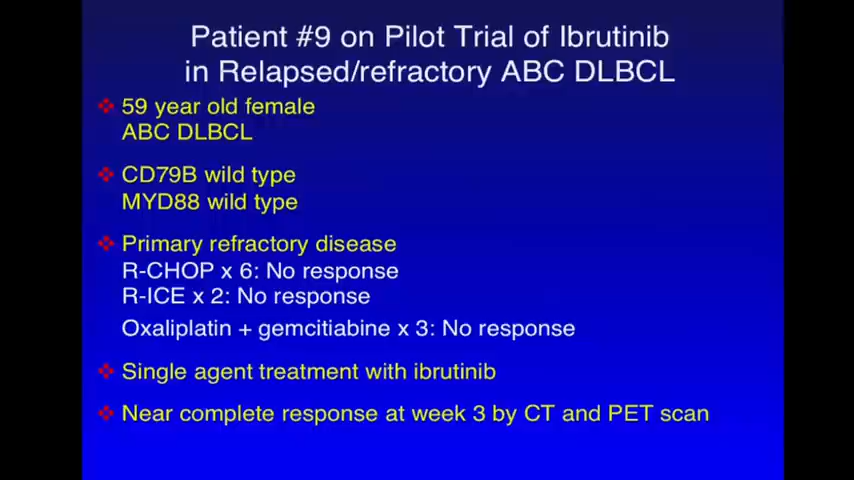 Patient #9 on Pilot Trial of Ibrutinib
in Relapsed/refractory ABC DLBCL
59 year old female
ABC DLBCL
CD79B wild type
MYD88 wild type
Primary refractory disease
R-CHOP x 6: No response
R-ICE x 2: No response
Oxaliplatin + gemcitiabine x 3: No response
Single agent treatment with ibrutinib
Near complete response at week 3 by CT and PET scan